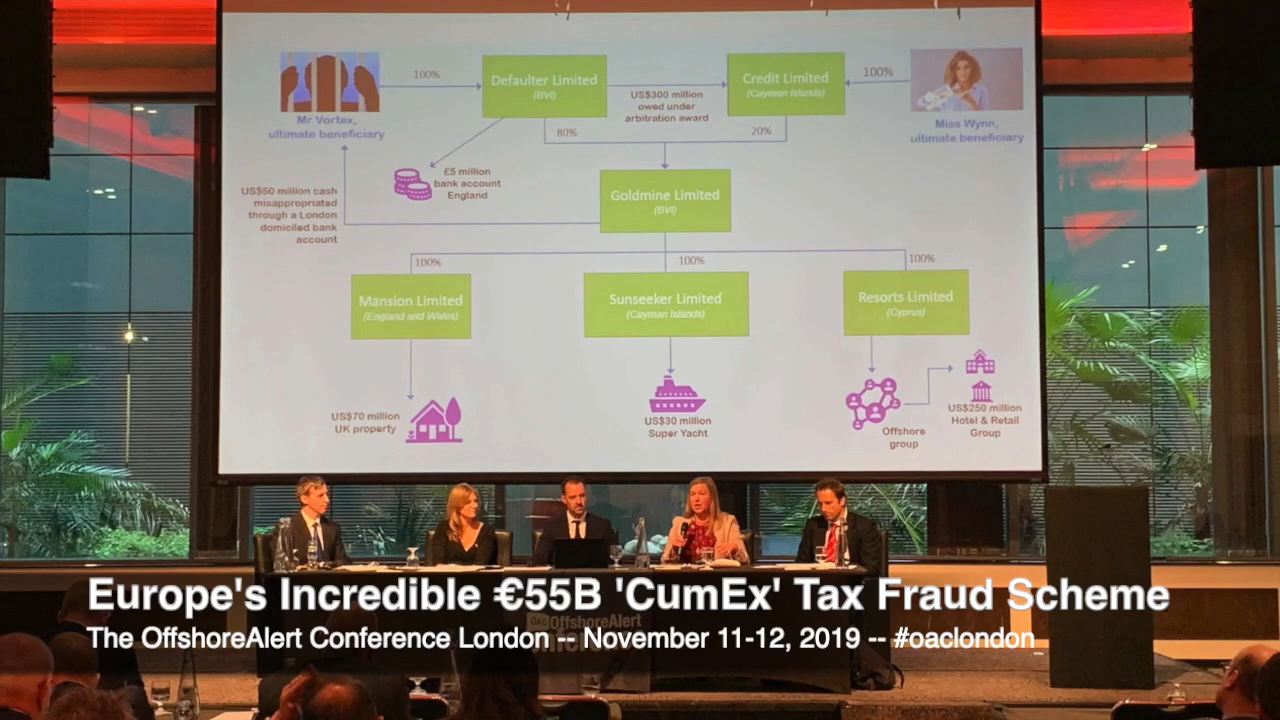 Defaulter Limited
(BVI)
Credit Limited
(Cayman Islands)
100%
100%
US$300 million
owed under
arbitration award
Mr Vortex,
ultimate beneficiary
Miss Wynn,
ultimate beneficiary
80%
20%
£5 million
bank account
England
Goldmine Limited
(BVI)
US$50 million cash
misappropriated
through a London
domiciled bank
account
100%
100%
100%
Mansion Limited
(England and Wales)
Sunseeker Limited
(Cayman Islands)
Resorts Limited
(Cyprus)
US$70 million
UK property
US$30 million
Super Yacht
Offshore
group
US$250 million
Hotel & Retail
Group
Europe's Incredible €55B 'CumEx' Tax Fraud Scheme
OffshoreAlert
The OffshoreAlert Conference London -- November 11-12, 2019 -- #oaclondon